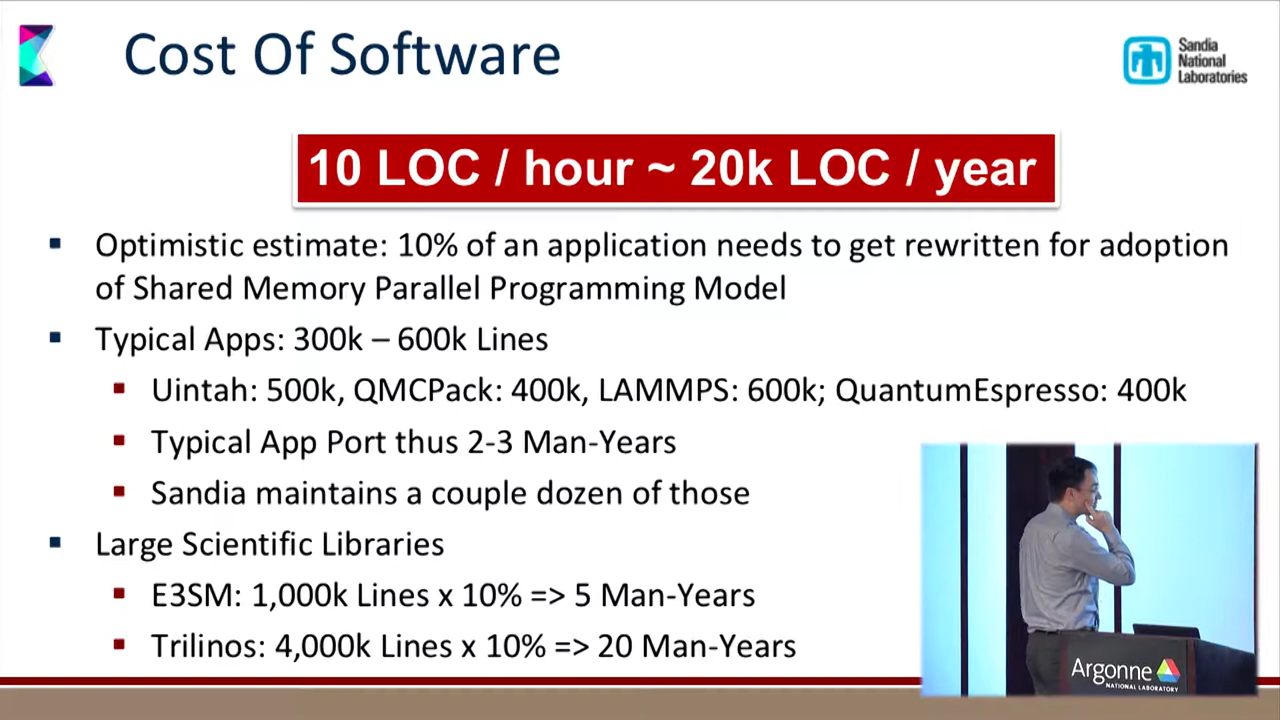 Cost Of Software
Sandia
National
Laboratories
10 LOC / hour ~ 20k LOC / year
▪ Optimistic estimate: 10% of an application needs to get rewritten for adoption
of Shared Memory Parallel Programming Model
▪ Typical Apps: 300k – 600k Lines
▪ Uintah: 500k, QMCPack: 400k, LAMMPS: 600k; QuantumEspresso: 400k
▪ Typical App Port thus 2-3 Man-Years
▪ Sandia maintains a couple dozen of those
▪ Large Scientific Libraries
▪ E3SM: 1,000k Lines x 10% => 5 Man-Years
▪ Trilinos: 4,000k Lines x 10% => 20 Man-Years
Argonne
NATIONAL LABORATORY